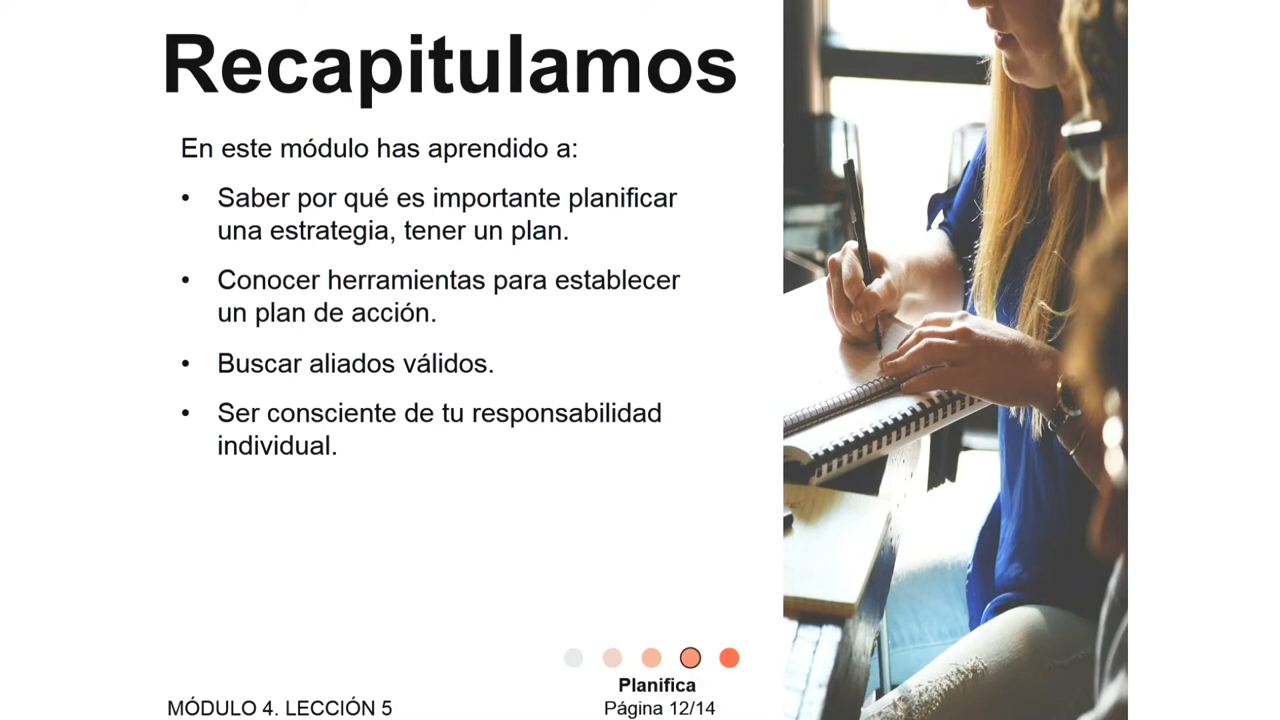 Recapitulamos
En este módulo has aprendido a:
• Saber por qué es importante planificar
una estrategia, tener un plan.
• Conocer herramientas para establecer
un plan de acción.
• Buscar aliados válidos.
• Ser consciente de tu responsabilidad
individual.
Planifica
MÓDULO 4. LECCIÓN 5
Página 12/14